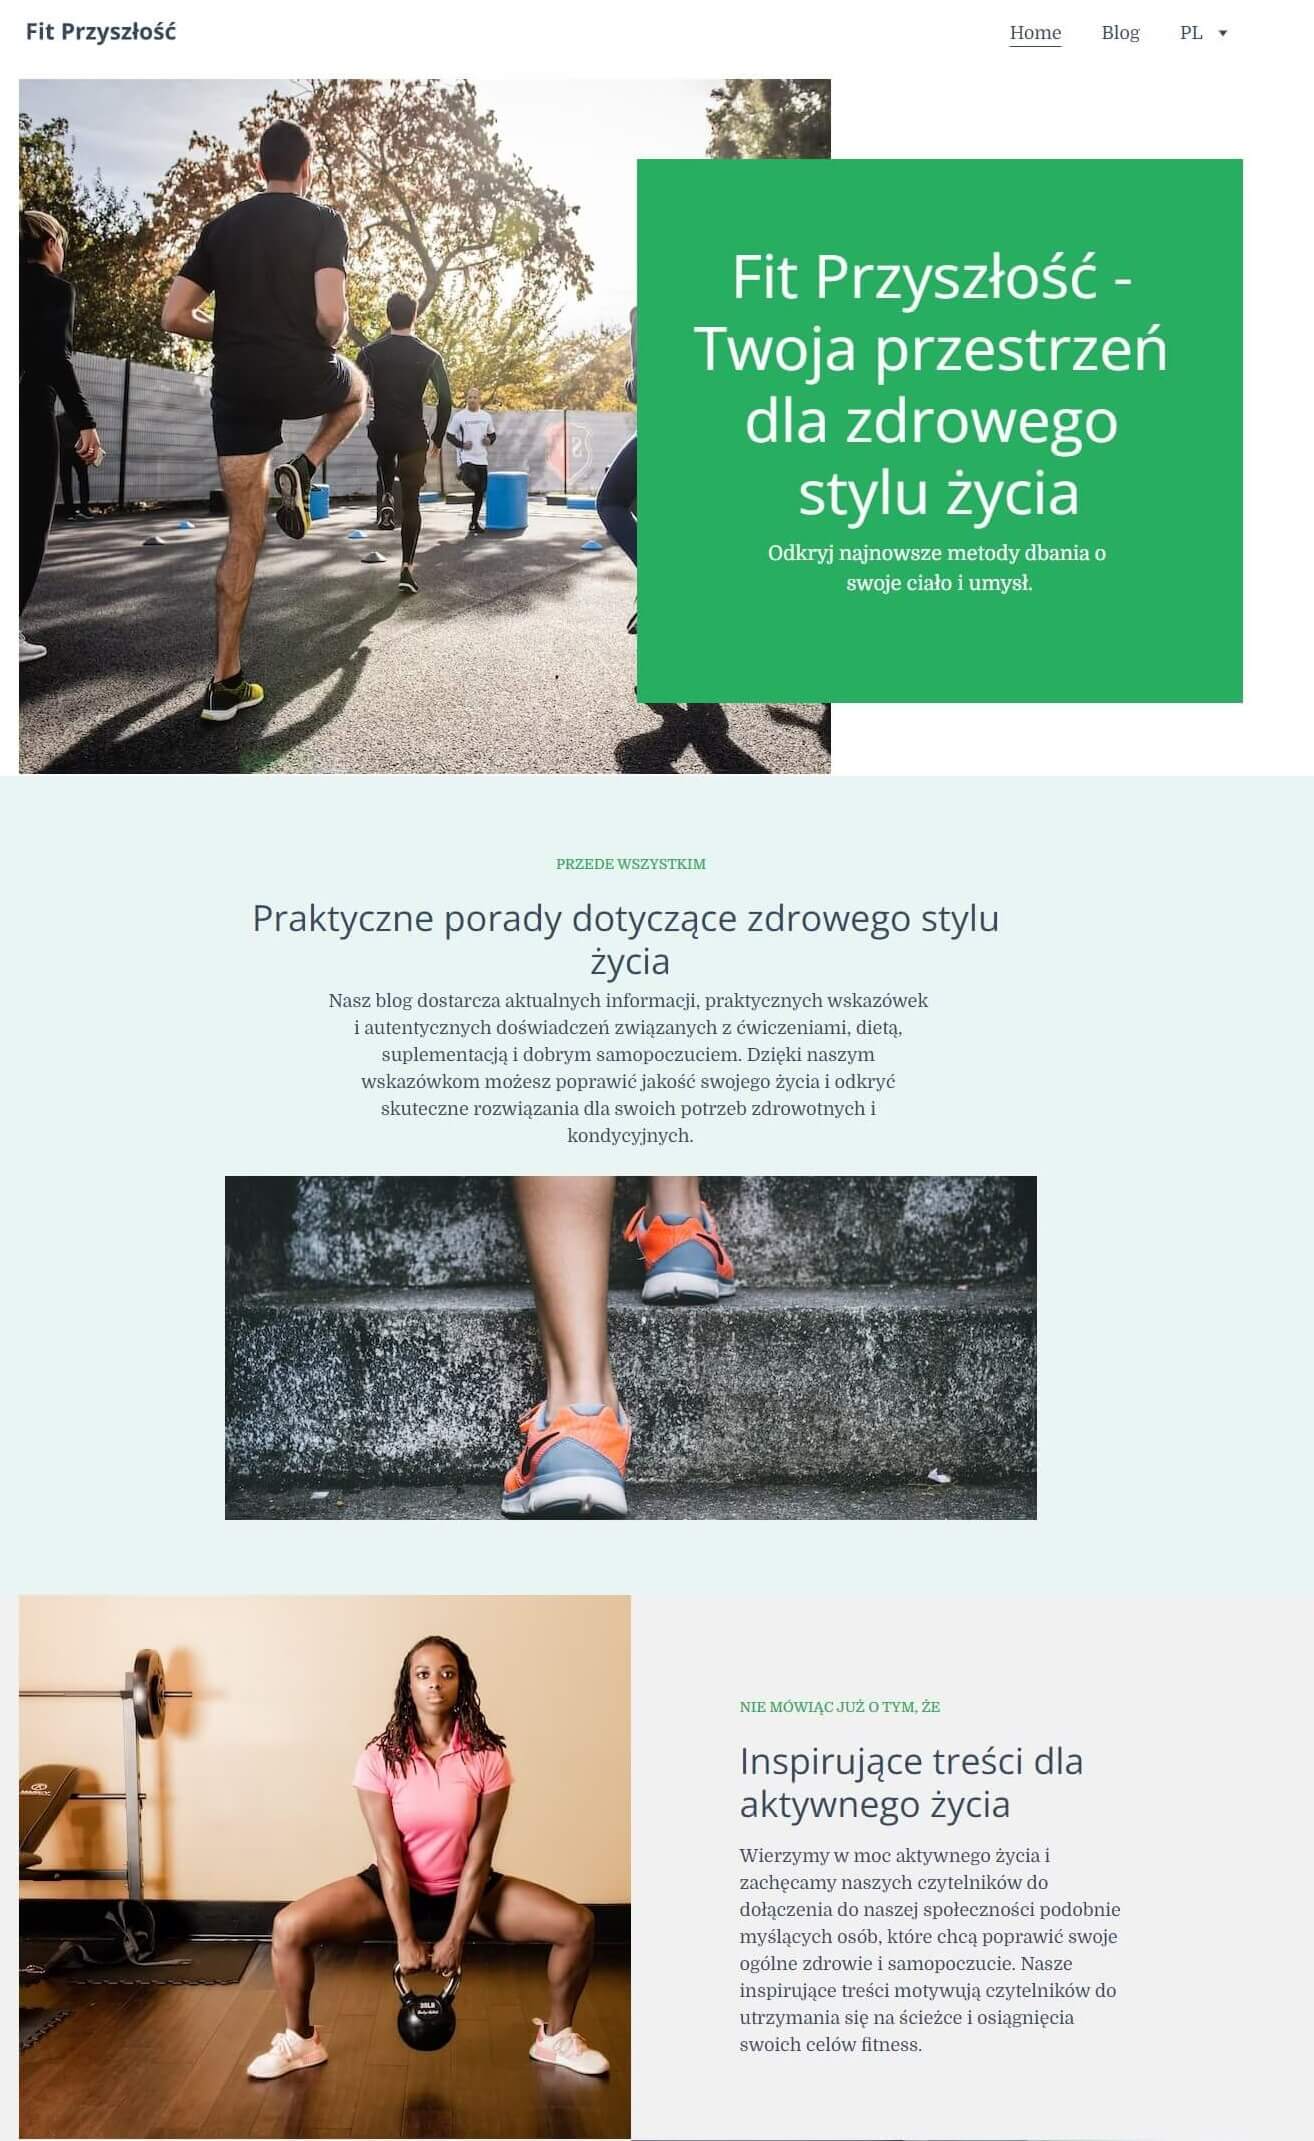 Fit Przyszłość
Home
Blog
PL
Fit Przyszłość -
Twoja przestrzeń
dla zdrowego
stylu życia
Odkryj najnowsze metody dbania o
swoje ciało i umysł.
PRZEDE WSZYSTKIM
Praktyczne porady dotyczące zdrowego stylu
życia
Nasz blog dostarcza aktualnych informacji, praktycznych wskazówek
i autentycznych doświadczeń związanych z ćwiczeniami, dietą,
suplementacją i dobrym samopoczuciem. Dzięki naszym
wskazówkom możesz poprawić jakość swojego życia i odkryć
skuteczne rozwiązania dla swoich potrzeb zdrowotnych i
kondycyjnych.
NIE MÓWIĄC JUŻ O TYM, ŻE
Inspirujące treści dla
aktywnego życia
Wierzymy w moc aktywnego życia i
zachęcamy naszych czytelników do
dołączenia do naszej społeczności podobnie
myślących osób, które chcą poprawić swoje
ogólne zdrowie i samopoczucie. Nasze
inspirujące treści motywują czytelników do
utrzymania się na ścieżce i osiągnięcia
swoich celów fitness.